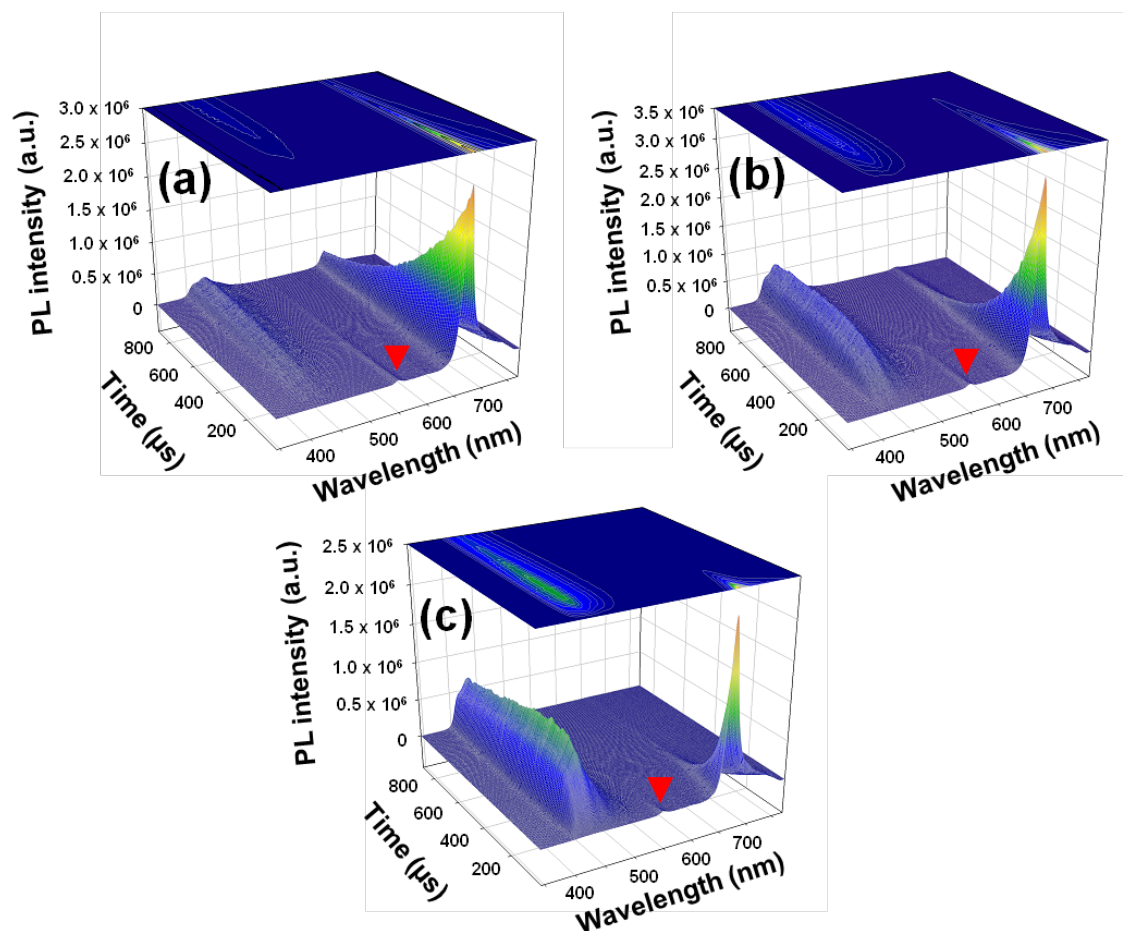 3.0 x 10⁶
2.5 x 10⁶
2.0 x 10⁶
1.5 x 10⁶
1.0 x 10⁶
0.5 x 10⁶
0
PL intensity (a.u.)
(a)
800
600
400
200
Time (μs)
400
500
600
700
Wavelength (nm)
3.5 x 10⁶
3.0 x 10⁶
2.5 x 10⁶
2.0 x 10⁶
1.5 x 10⁶
1.0 x 10⁶
0.5 x 10⁶
0
PL intensity (a.u.)
(b)
800
600
400
200
Time (μs)
400
500
600
700
Wavelength (nm)
2.5 x 10⁶
2.0 x 10⁶
1.5 x 10⁶
1.0 x 10⁶
0.5 x 10⁶
0
PL intensity (a.u.)
(c)
800
600
400
200
Time (μs)
400
500
600
700
Wavelength (nm)